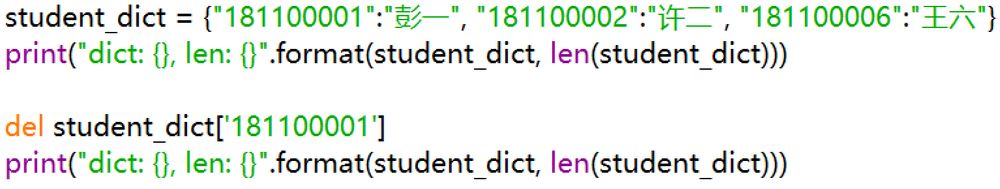 student_dict = {"181100001":"彭一", "181100002":"许二", "181100006":"王六"}
print("dict: {}, len: {}".format(student_dict, len(student_dict)))
del student_dict['181100001']
print("dict: {}, len: {}".format(student_dict, len(student_dict)))